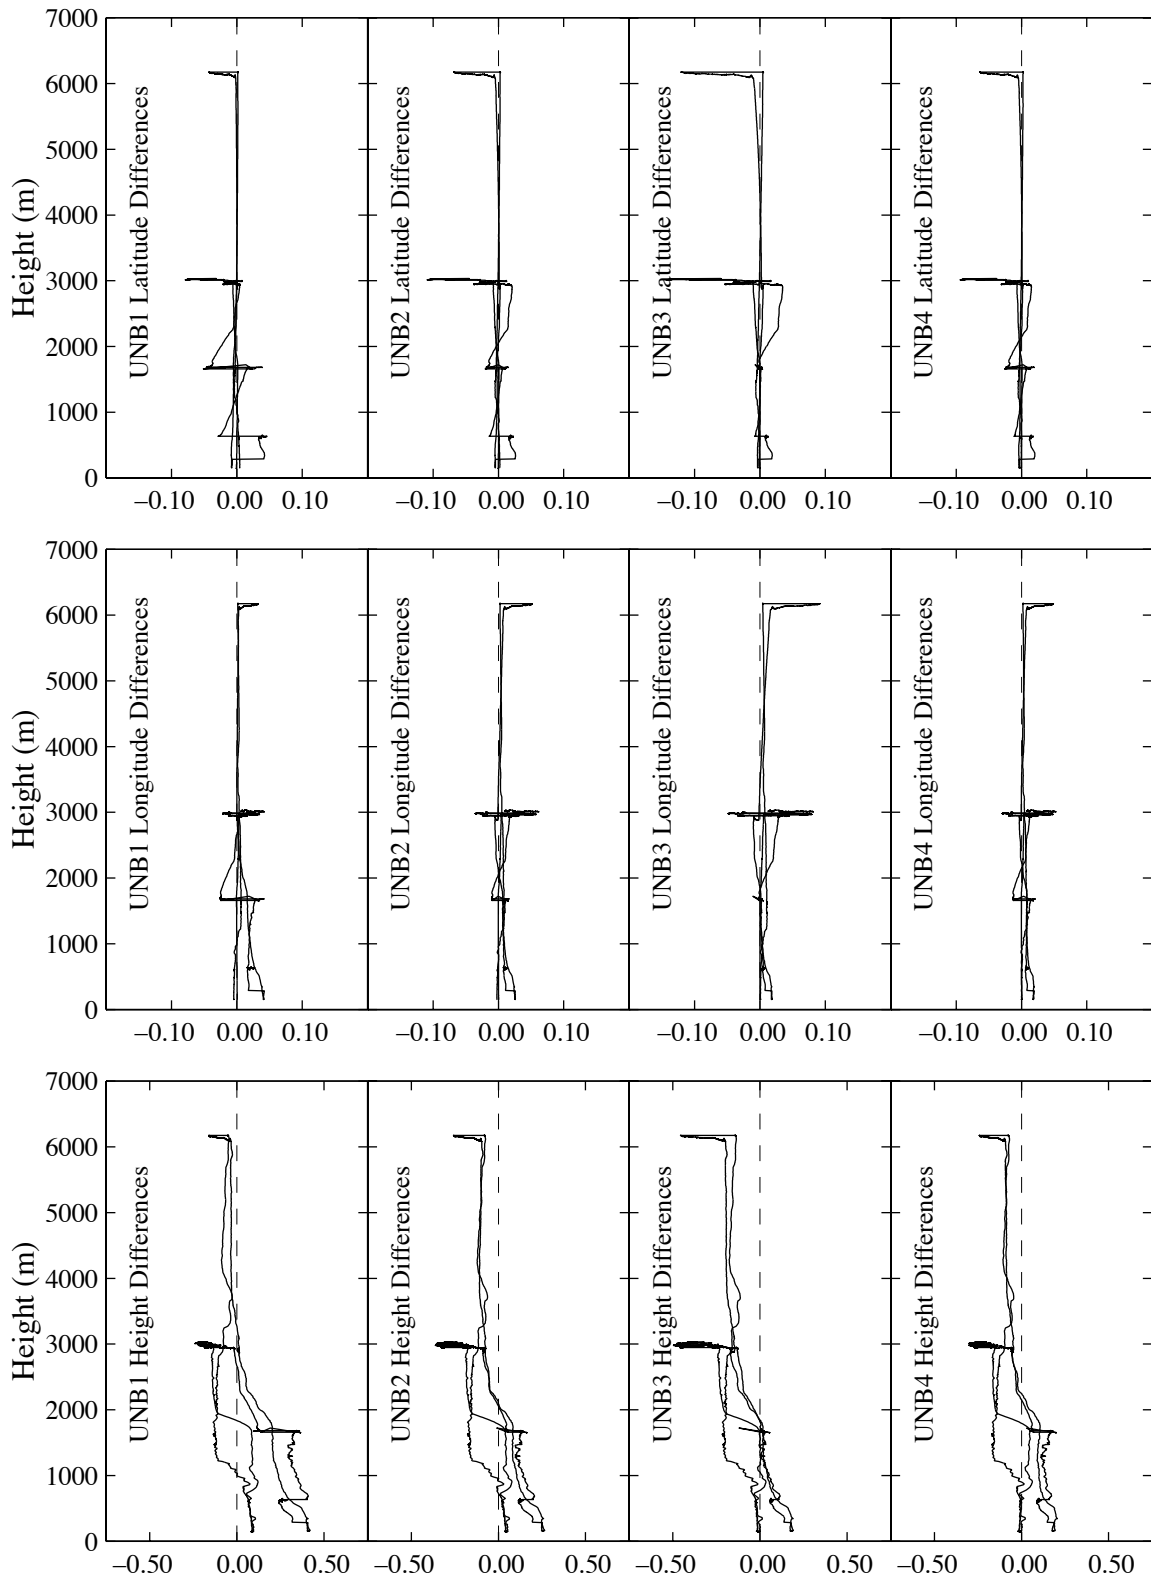 7000
6000
5000
4000
3000
2000
1000
0
Height (m)
UNB1 Latitude Differences
UNB2 Latitude Differences
UNB3 Latitude Differences
UNB4 Latitude Differences
−0.10 0.00 0.10 −0.10 0.00 0.10 −0.10 0.00 0.10 −0.10 0.00 0.10
7000
6000
5000
4000
3000
2000
1000
0
Height (m)
UNB1 Longitude Differences
UNB2 Longitude Differences
UNB3 Longitude Differences
UNB4 Longitude Differences
−0.10 0.00 0.10 −0.10 0.00 0.10 −0.10 0.00 0.10 −0.10 0.00 0.10
7000
6000
5000
4000
3000
2000
1000
0
Height (m)
UNB1 Height Differences
UNB2 Height Differences
UNB3 Height Differences
UNB4 Height Differences
−0.50 0.00 0.50 −0.50 0.00 0.50 −0.50 0.00 0.50 −0.50 0.00 0.50